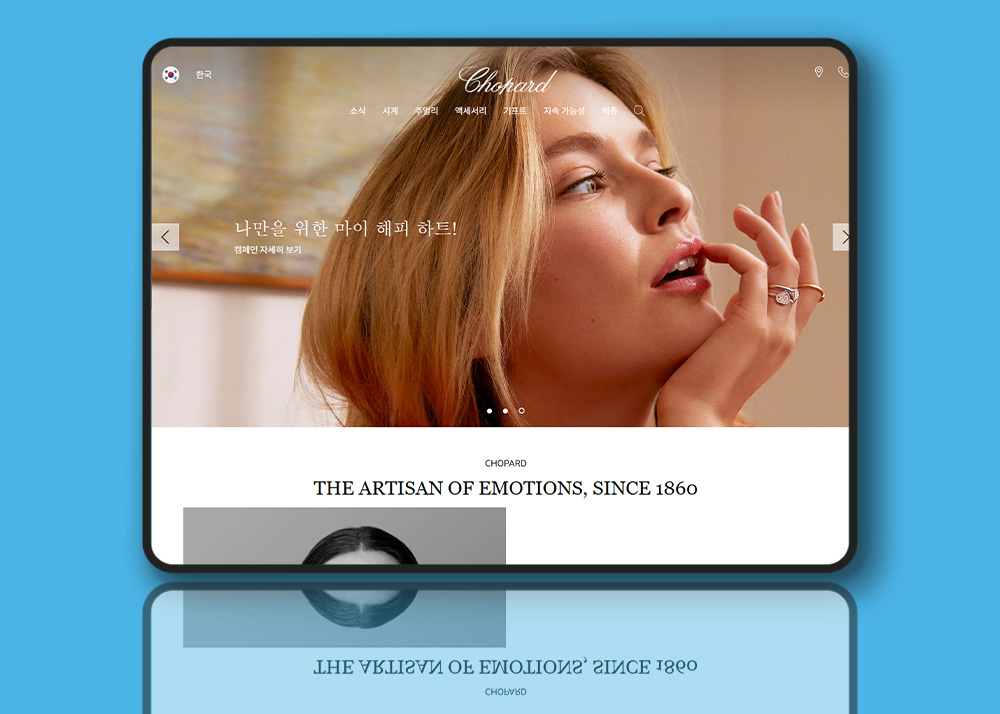 한국
Chopard
소식 시계 주얼리 액세서리 기프트 지속 가능성 메종
나만을 위한 마이 해피 하트!
캠페인 자세히 보기
CHOPARD
THE ARTISAN OF EMOTIONS, SINCE 1860
THE ARTISAN OF EMOTIONS, SINCE 1860
CHOPARD